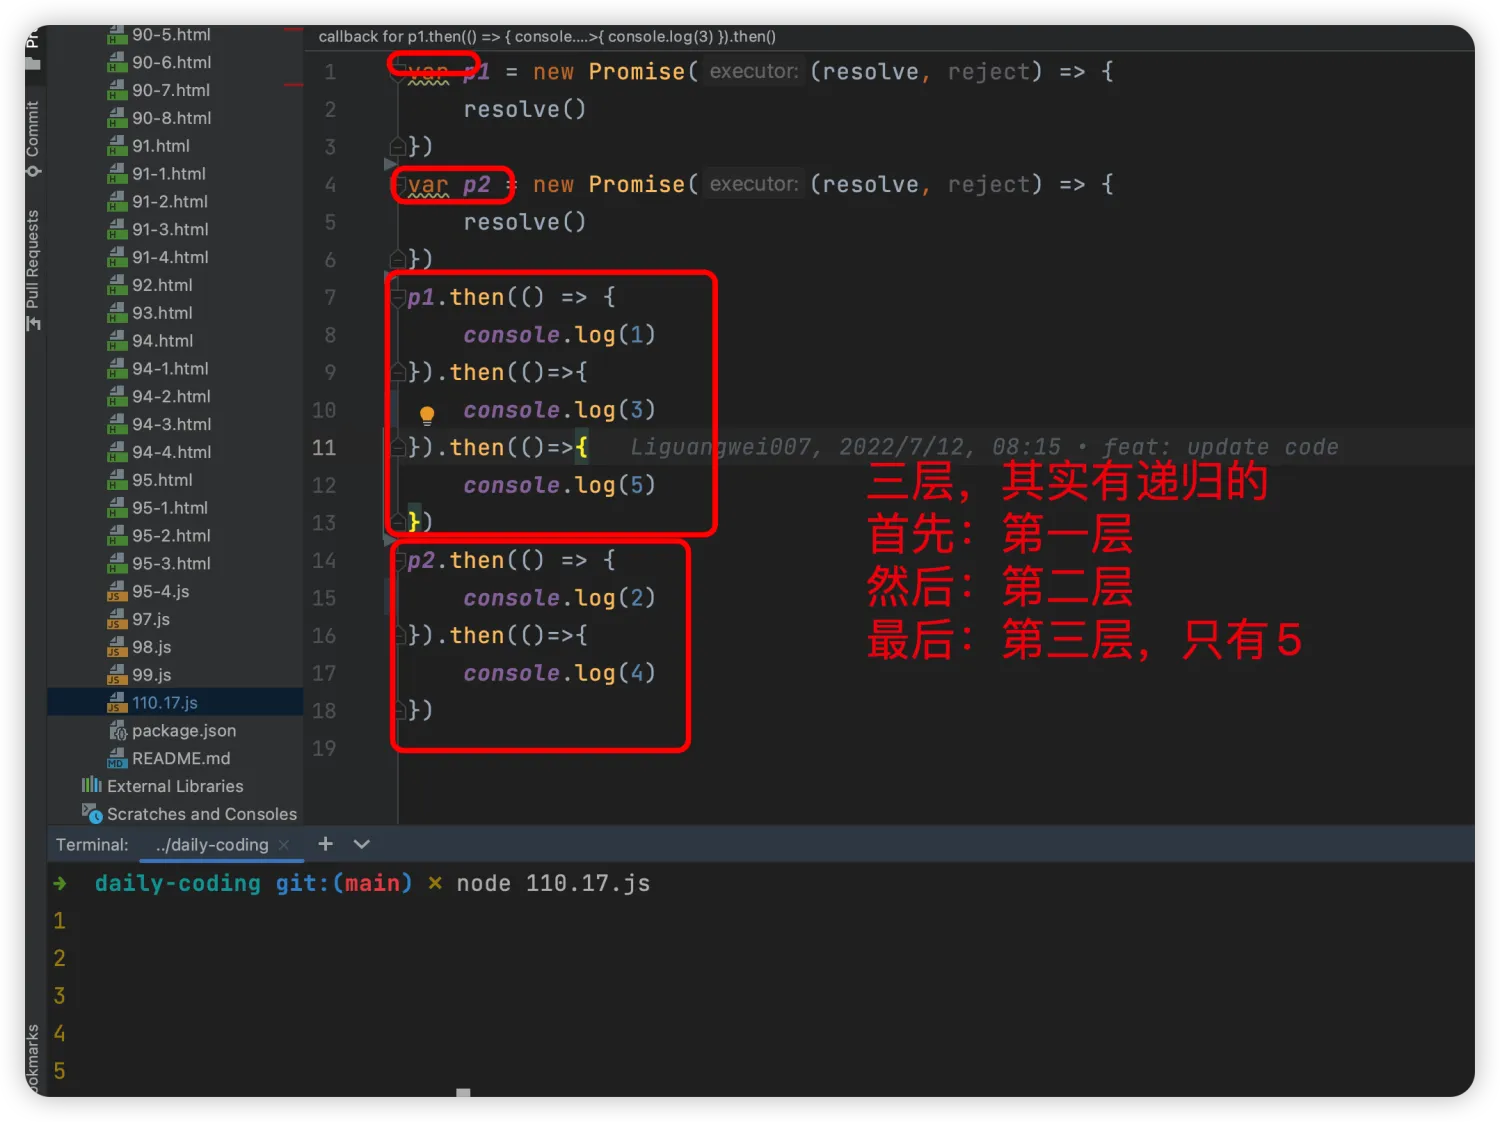 Pr
Commit
Pull Requests
okmarks
90-5.html
90-6.html
90-7.html
90-8.html
91.html
91-1.html
91-2.html
91-3.html
91-4.html
92.html
93.html
94.html
94-1.html
94-2.html
94-3.html
94-4.html
95.html
95-1.html
95-2.html
95-3.html
95-4.js
97.js
98.js
99.js
110.17.js
package.json
README.md
External Libraries
Scratches and Consoles
callback for p1.then(() => { console....>{ console.log(3) }).then()
1 var p1 = new Promise( executor: (resolve, reject) => {
2 resolve()
3 })
4 var p2 = new Promise( executor: (resolve, reject) => {
5 resolve()
6 })
7 p1.then(() => {
8 console.log(1)
9 }).then(()=>{
10 console.log(3)
11 }).then(()=>{ Liguangwei007, 2022/7/12, 08:15 • feat: update code
12 console.log(5)
13 })
14 p2.then(() => {
15 console.log(2)
16 }).then(()=>{
17 console.log(4)
18 })
19
三层，其实有递归的
首先：第一层
然后：第二层
最后：第三层，只有5
Terminal: ../daily-coding × +
→ daily-coding git:(main) × node 110.17.js
1
2
3
4
5